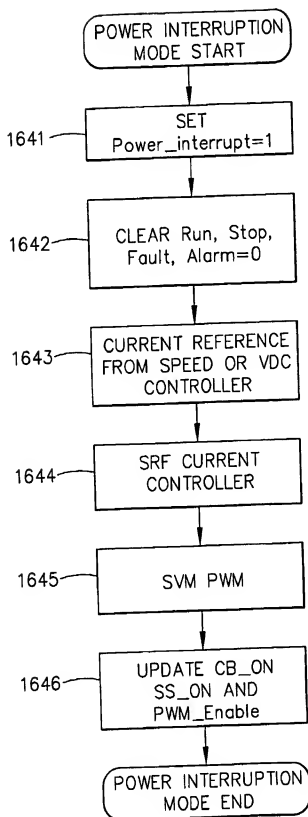 POWER INTERRUPTION
MODE START
1641
SET
Power_interrupt=1
1642
CLEAR Run, Stop,
Fault, Alarm=0
1643
CURRENT REFERENCE
FROM SPEED OR VDC
CONTROLLER
1644
SRF CURRENT
CONTROLLER
1645
SVM PWM
1646
UPDATE CB_ON
SS_ON AND
PWM_Enable
POWER INTERRUPTION
MODE END